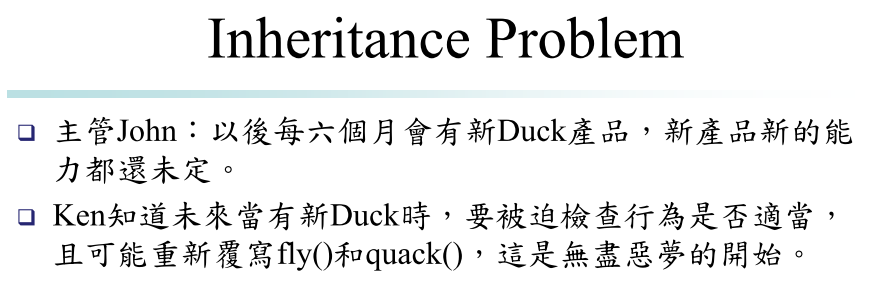 Inheritance Problem
主管John：以後每六個月會有新Duck產品，新產品新的能
力都還未定。
Ken知道未來當有新Duck時，要被迫檢查行為是否適當，
且可能重新覆寫fly()和quack()，這是無盡惡夢的開始。